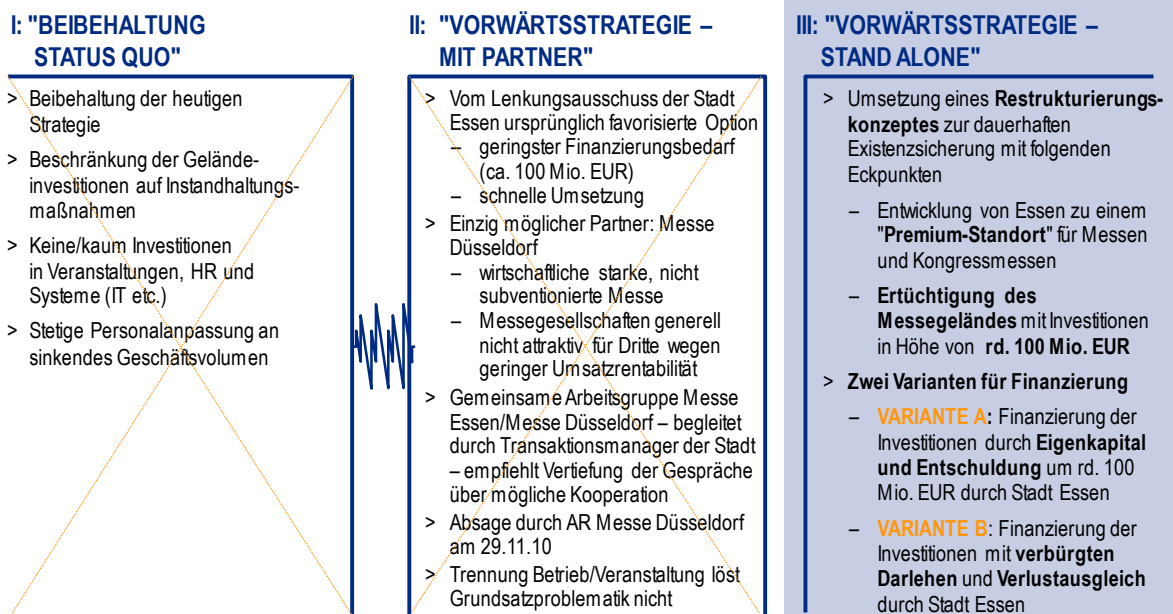 I: "BEIBEHALTUNG
STATUS QUO"
> Beibehaltung der heutigen
Strategie
> Beschränkung der Gelände-
investitionen auf Instandhaltungs-
maßnahmen
> Keine/kaum Investitionen
in Veranstaltungen, HR und
Systeme (IT etc.)
> Stetige Personalanpassung an
sinkendes Geschäftsvolumen
II: "VORWÄRTSSTRATEGIE –
MIT PARTNER"
> Vom Lenkungsausschuss der Stadt
Essen ursprünglich favorisierte Option
– geringster Finanzierungsbedarf
(ca. 100 Mio. EUR)
– schnelle Umsetzung
> Einzig möglicher Partner: Messe
Düsseldorf
– wirtschaftliche starke, nicht
subventionierte Messe
– Messegesellschaften generell
nicht attraktiv für Dritte wegen
geringer Umsatzrentabilität
> Gemeinsame Arbeitsgruppe Messe
Essen/Messe Düsseldorf – begleitet
durch Transaktionsmanager der Stadt
– empfiehlt Vertiefung der Gespräche
über mögliche Kooperation
> Absage durch AR Messe Düsseldorf
am 29.11.10
> Trennung Betrieb/Veranstaltung löst
Grundsatzproblematik nicht
III: "VORWÄRTSSTRATEGIE –
STAND ALONE"
> Umsetzung eines Restrukturierungs-
konzeptes zur dauerhaften
Existenzsicherung mit folgenden
Eckpunkten
– Entwicklung von Essen zu einem
"Premium-Standort" für Messen
und Kongressmessen
– Ertüchtigung des
Messegeländes mit Investitionen
in Höhe von rd. 100 Mio. EUR
> Zwei Varianten für Finanzierung
– VARIANTE A: Finanzierung der
Investitionen durch Eigenkapital
und Entschuldung um rd. 100
Mio. EUR durch Stadt Essen
– VARIANTE B: Finanzierung der
Investitionen mit verbürgten
Darlehen und Verlustausgleich
durch Stadt Essen